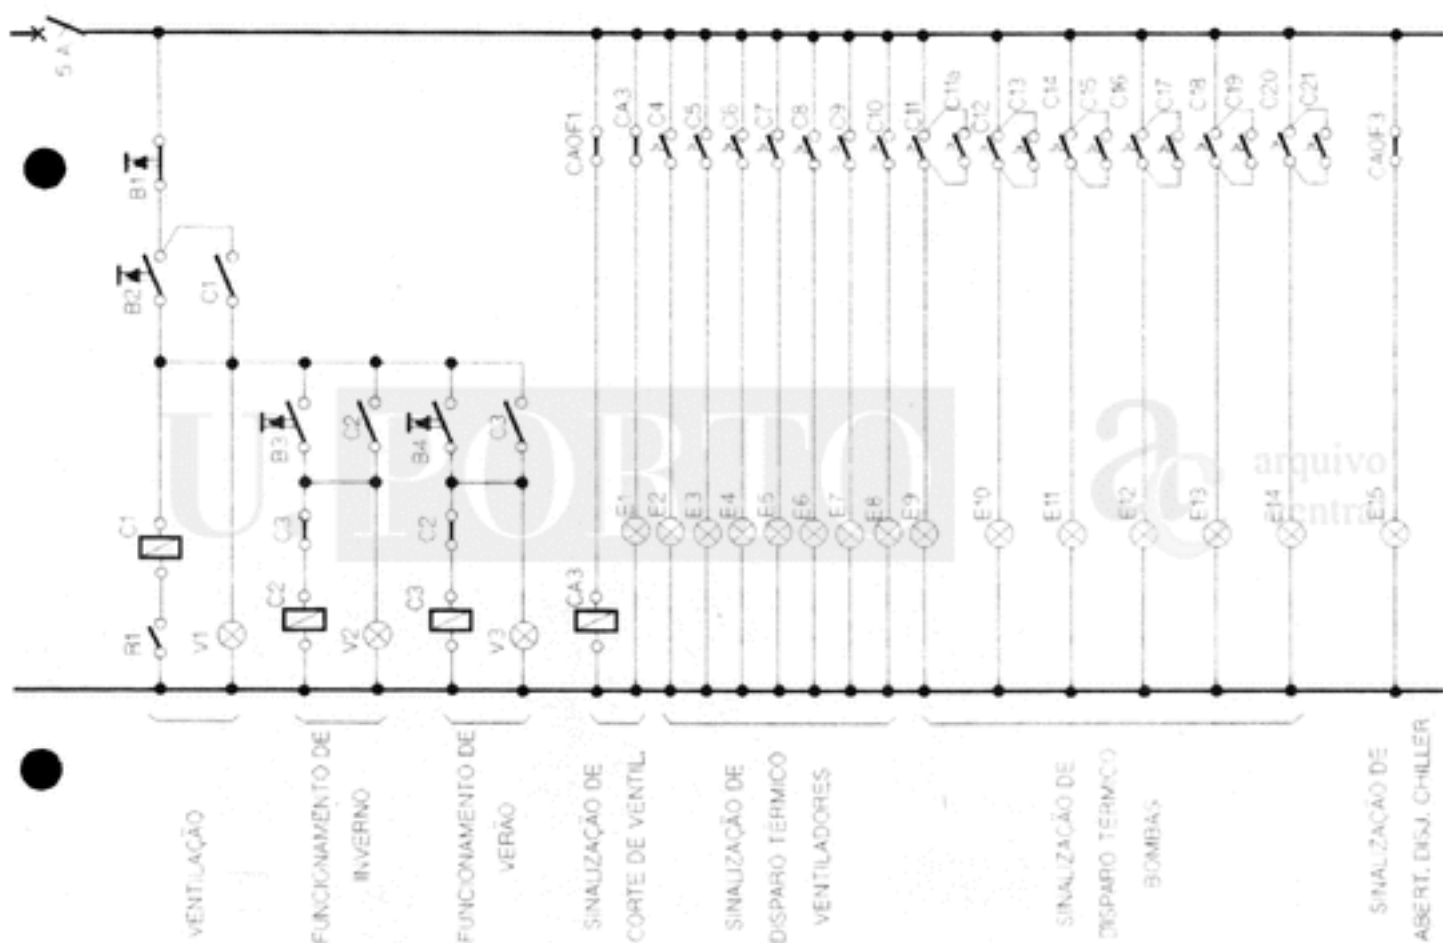 5 A
B1
B2
C1
B3
C2
B4
C3
C1
R1
V1
C3
C2
V2
C2
C3
V3
CAOF1
CA3
C4
C5
C6
C7
C8
C9
C10
C11
C11a
C12
C13
C14
C15
C16
C17
C18
C19
C20
C21
CAOF3
CA3
E1
E2
E3
E4
E5
E6
E7
E8
E9
E10
E11
E12
E13
E14
E15
U. PORTO
ac
arquivo
central
VENTILAÇÃO
FUNCIONAMENTO DE
INVERNO
FUNCIONAMENTO DE
VERÃO
SINALIZAÇÃO DE
CORTE DE VENTIL.
SINALIZAÇÃO DE
DISPARO TÉRMICO
VENTILADORES
SINALIZAÇÃO DE
DISPARO TÉRMICO
BOMBAS
SINALIZAÇÃO DE
ABERT. DISJ. CHILLER